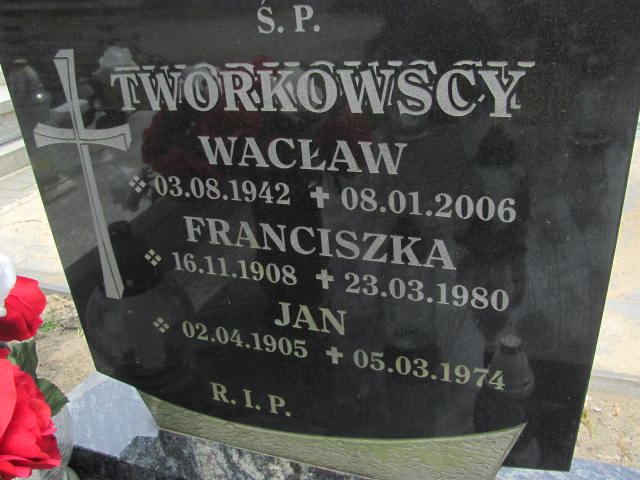 Ś. P.
TWORKOWSCY
WACŁAW
03.08.1942 ✝ 08.01.2006
FRANCISZKA
16.11.1908 ✝ 23.03.1980
JAN
02.04.1905 ✝ 05.03.1974
R. I. P.